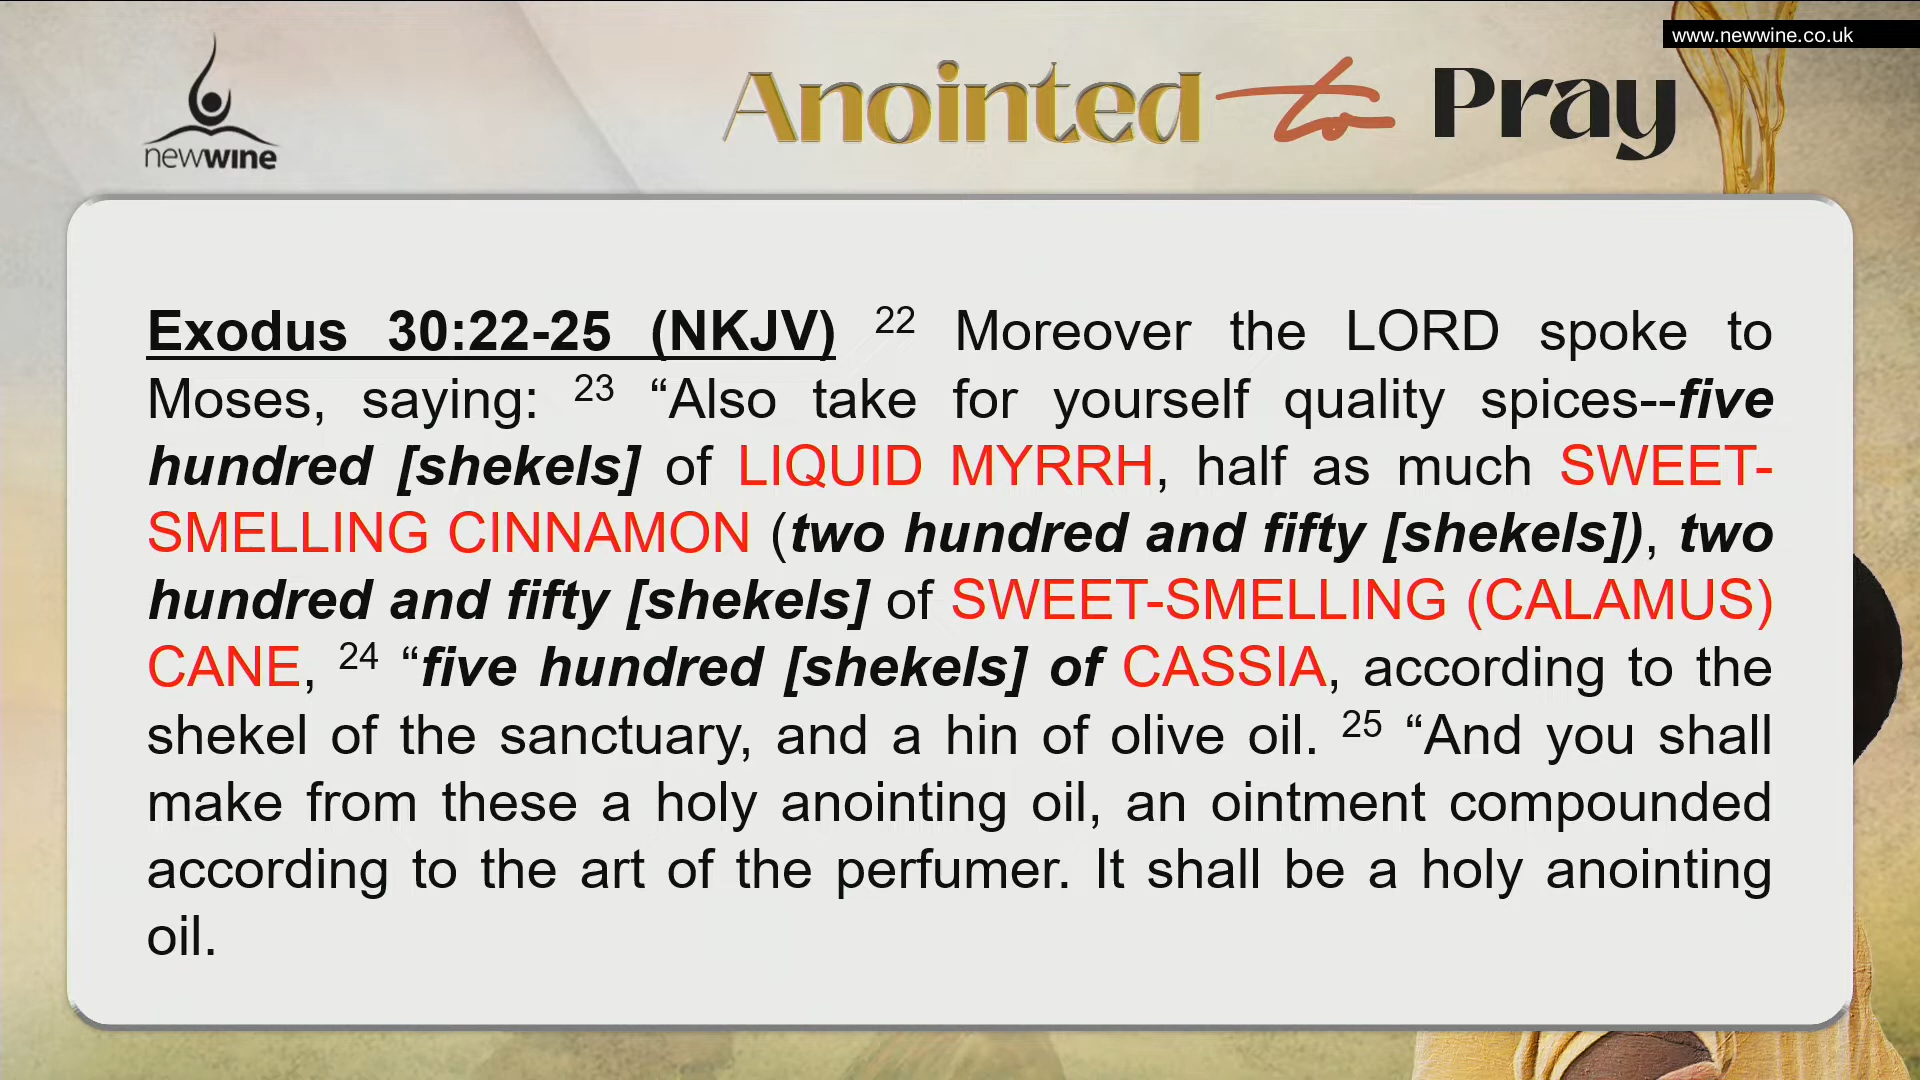 www.newwine.co.uk
newwine
Anointed to Pray
Exodus 30:22-25 (NKJV) 22 Moreover the LORD spoke to
Moses, saying: 23 “Also take for yourself quality spices--five
hundred [shekels] of LIQUID MYRRH, half as much SWEET-
SMELLING CINNAMON (two hundred and fifty [shekels]), two
hundred and fifty [shekels] of SWEET-SMELLING (CALAMUS)
CANE, 24 “five hundred [shekels] of CASSIA, according to the
shekel of the sanctuary, and a hin of olive oil. 25 “And you shall
make from these a holy anointing oil, an ointment compounded
according to the art of the perfumer. It shall be a holy anointing
oil.